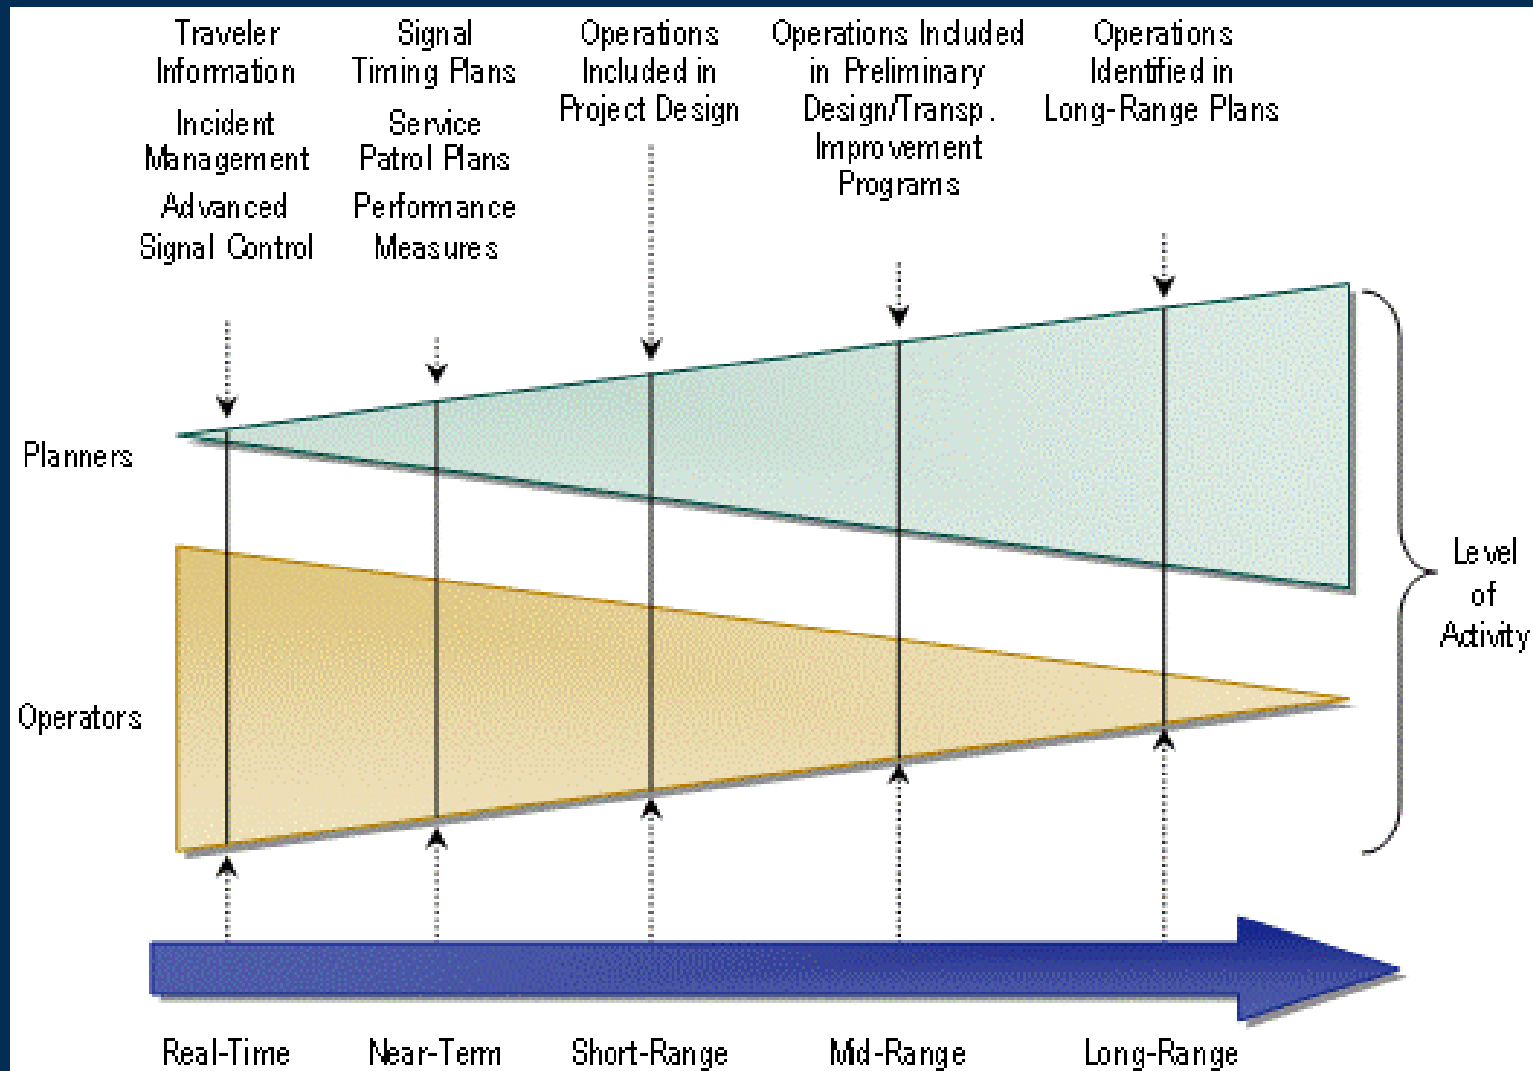 Traveler
Information
Incident
Management
Advanced
Signal Control
Signal
Timing Plans
Service
Patrol Plans
Performance
Measures
Operations
Included in
Project Design
Operations Included
in Preliminary
Design/Transp.
Improvement
Programs
Operations
Identified in
Long-Range Plans
Planners
Operators
Level
of
Activity
Real-Time
Near-Term
Short-Range
Mid-Range
Long-Range